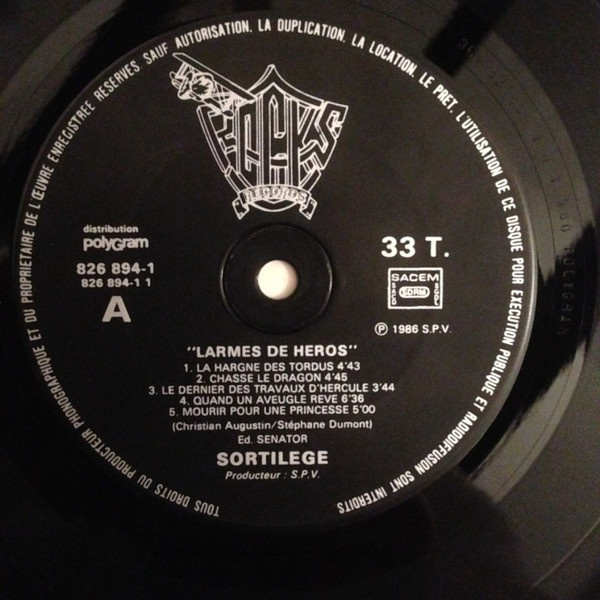 TOUS DROITS DU PRODUCTEUR PHONOGRAPHIQUE ET DU PROPRIETAIRE DE L'ŒUVRE ENREGISTREE RESERVES SAUF AUTORISATION. LA DUPLICATION. LA LOCATION. LE PRET. L'UTILISATION DE CE DISQUE POUR EXECUTION PUBLIQUE ET RADIODIFFUSION SONT INTERDITS.
RECORDS
distribution
polyGram
826 894-1
826 894-1 1
A
33 T.
SACEM
SACD
SDRM
SCDL
Ⓟ 1986 S.P.V.
"LARMES DE HEROS"
1. LA HARGNE DES TORDUS 4'43
2. CHASSE LE DRAGON 4'45
3. LE DERNIER DES TRAVAUX D'HERCULE 3'44
4. QUAND UN AVEUGLE REVE 6'36
5. MOURIR POUR UNE PRINCESSE 5'00
(Christian Augustin/Stéphane Dumont)
Ed. SENATOR
SORTILEGE
Producteur : S.P.V.